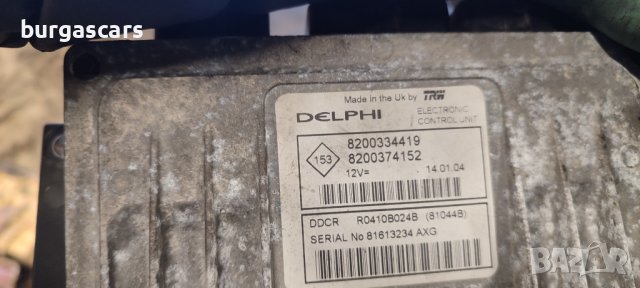 burgascars
Made in the Uk by TRW
DELPHI
ELECTRONIC
CONTROL UNIT
8200334419
153
8200374152
12V=
14.01.04
DDCR R0410B024B (81044B)
SERIAL No 81613234 AXG
BAZAR